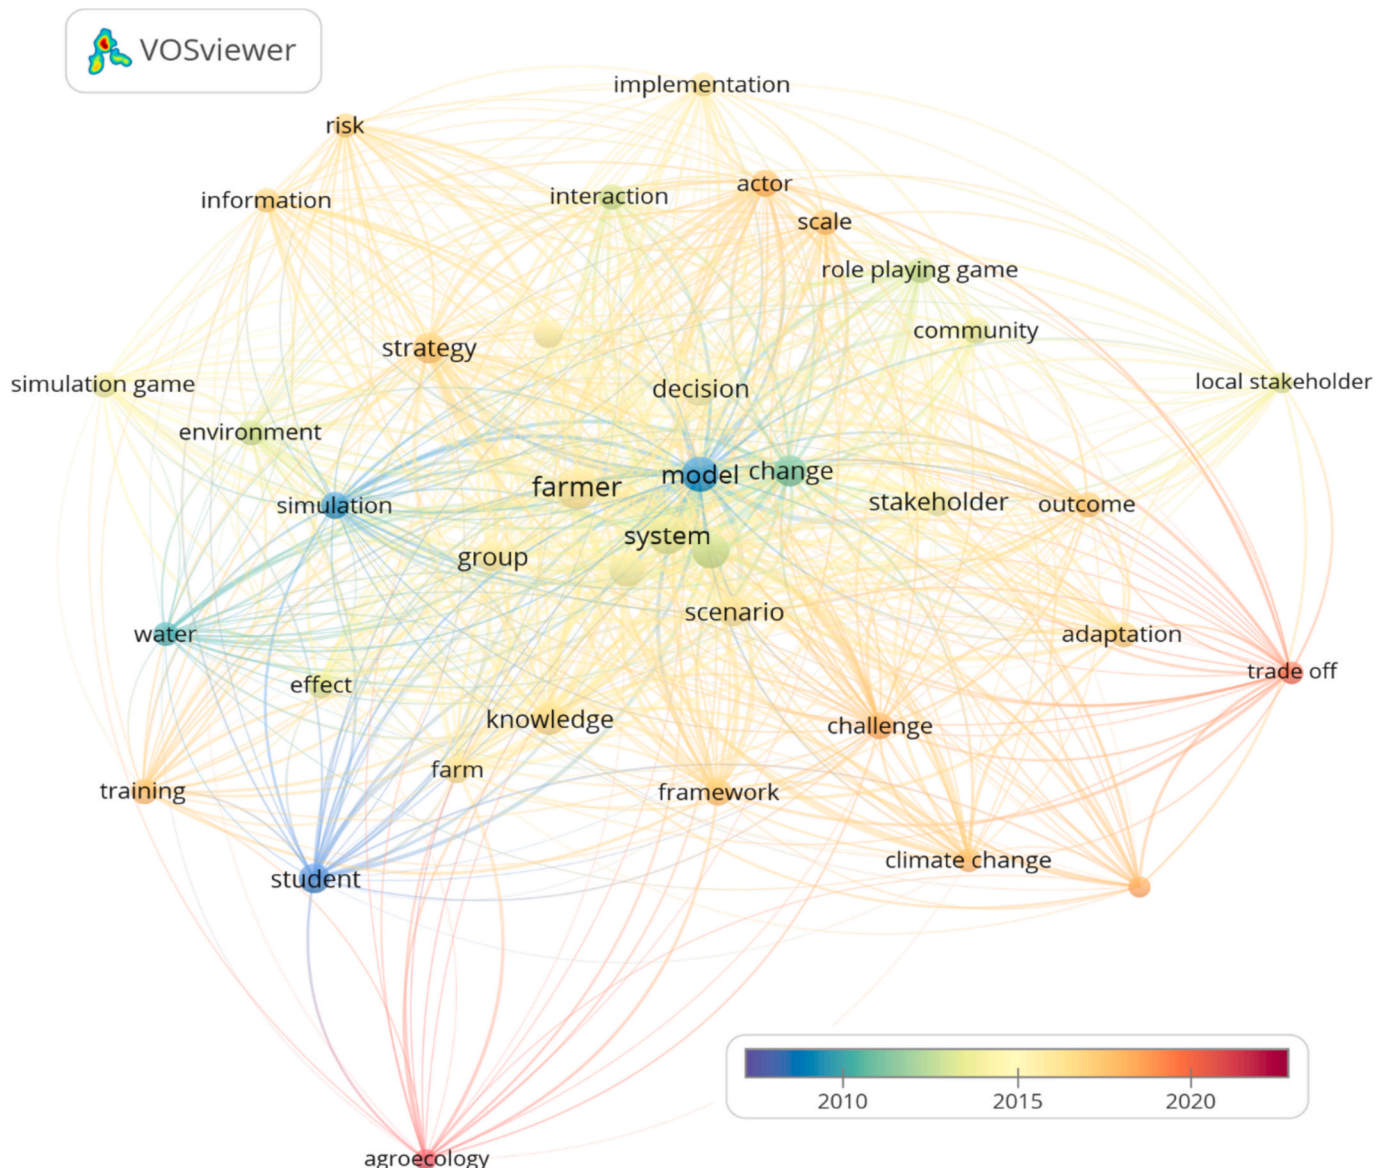 VOSviewer
implementation
risk
actor
information
interaction
scale
role playing game
community
strategy
simulation game
local stakeholder
decision
environment
model
change
farmer
simulation
stakeholder
outcome
system
group
scenario
water
adaptation
trade off
effect
knowledge
challenge
farm
training
framework
climate change
student
2010
2015
2020
agroecology